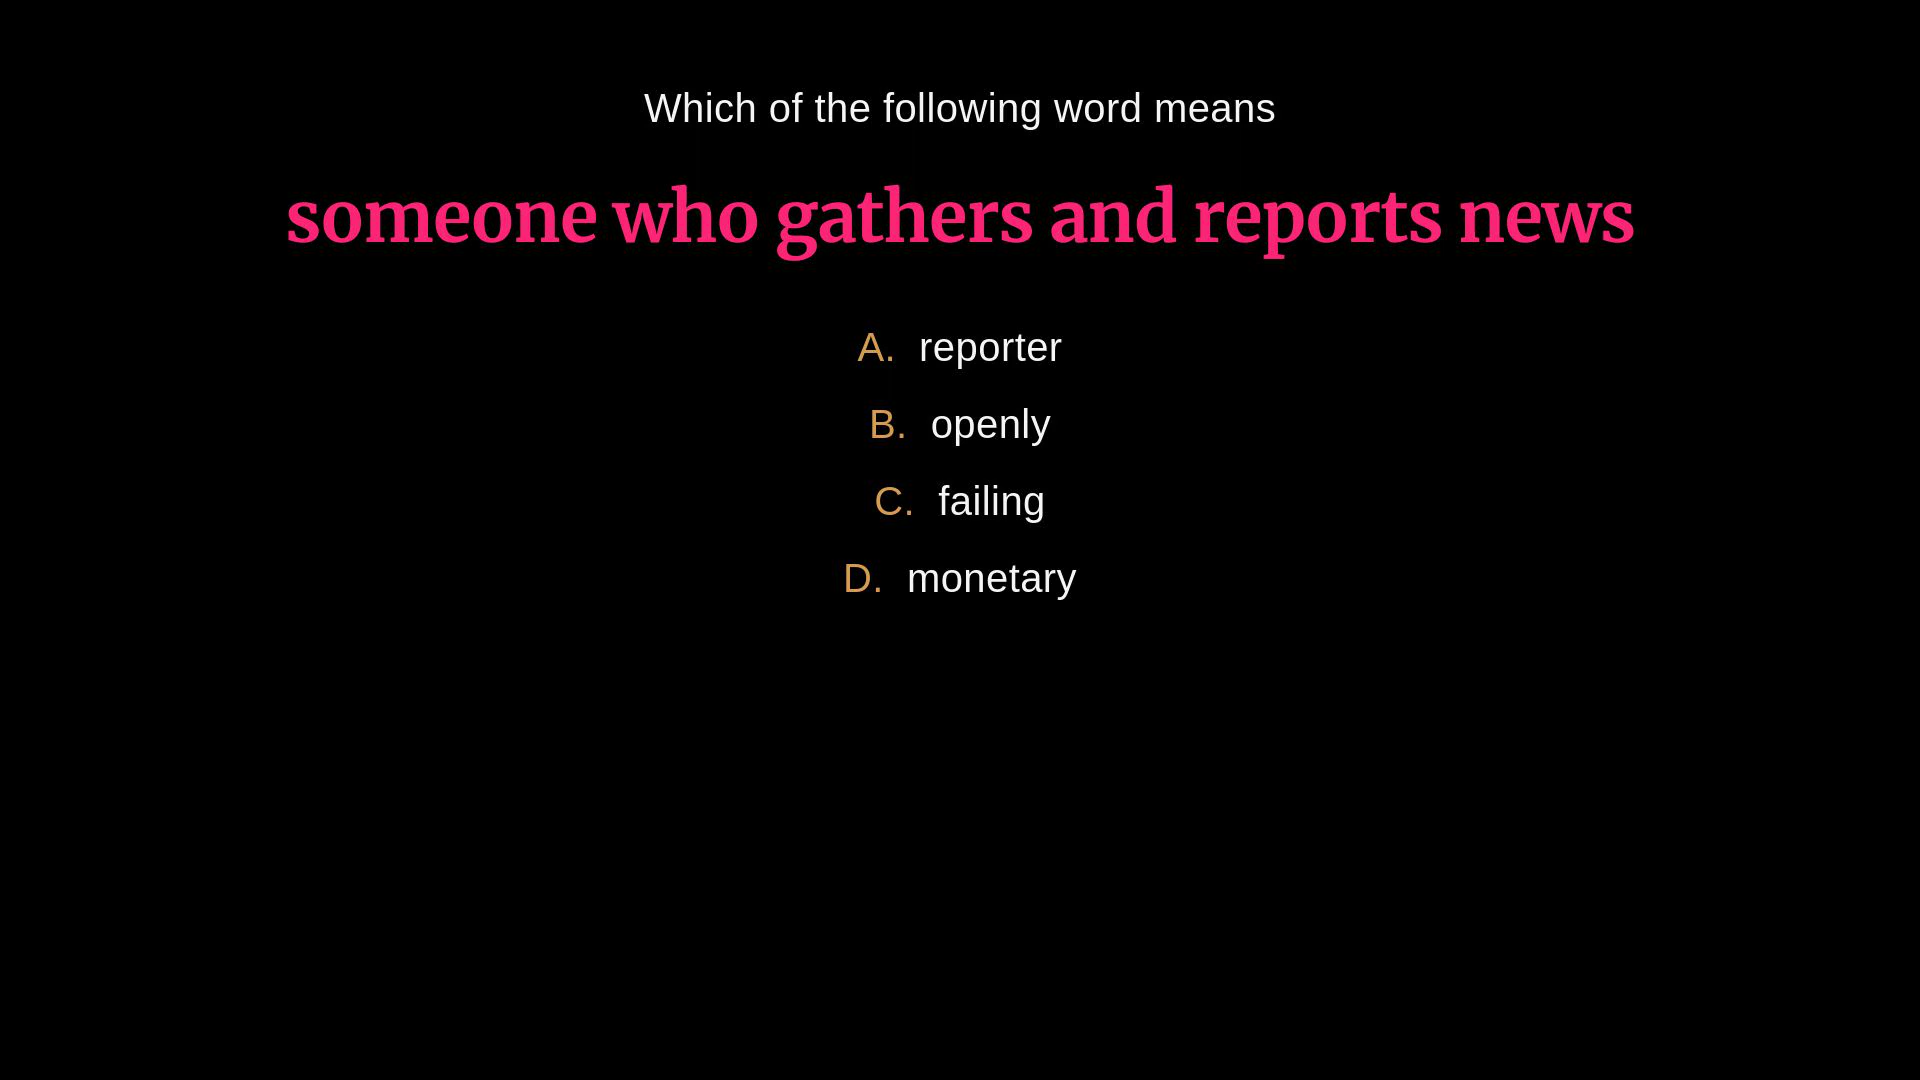 Which of the following word means
someone who gathers and reports news
A. reporter
B. openly
C. failing
D. monetary